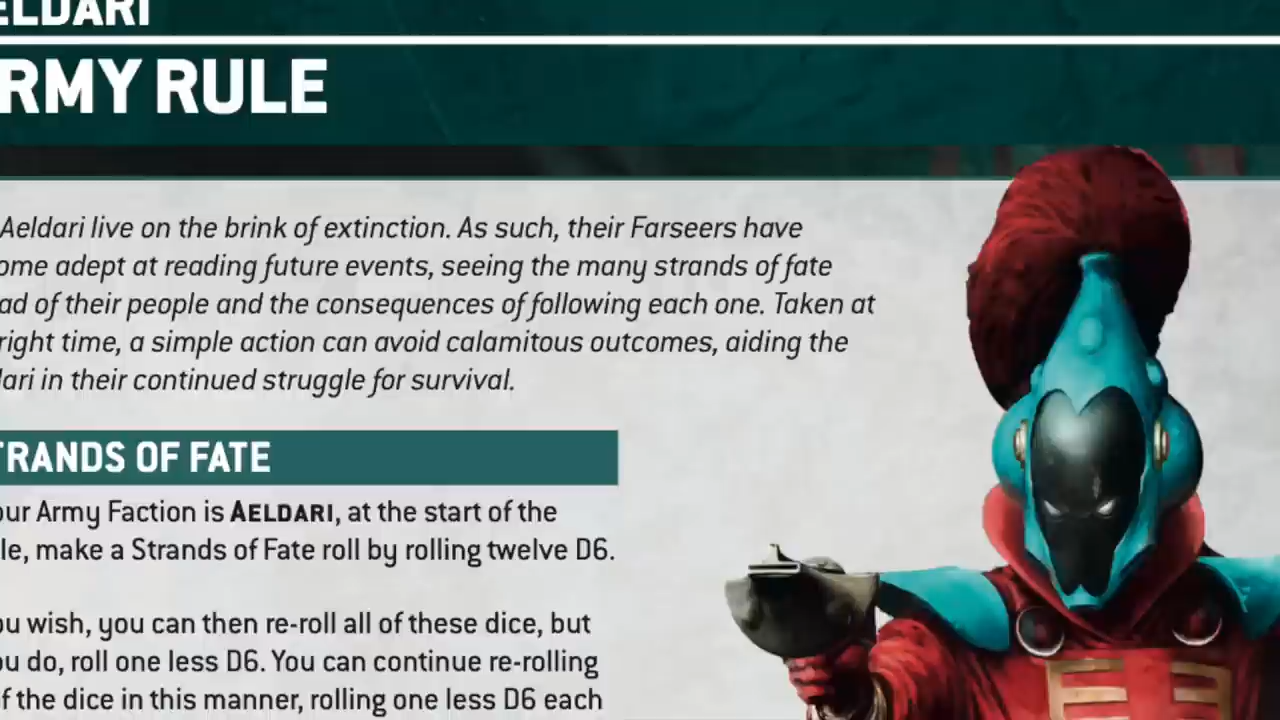 ELDARI
RMY RULE
Aeldari live on the brink of extinction. As such, their Farseers have
ome adept at reading future events, seeing the many strands of fate
ad of their people and the consequences of following each one. Taken at
right time, a simple action can avoid calamitous outcomes, aiding the
dari in their continued struggle for survival.
TRANDS OF FATE
our Army Faction is AELDARI, at the start of the
le, make a Strands of Fate roll by rolling twelve D6.
ou wish, you can then re-roll all of these dice, but
ou do, roll one less D6. You can continue re-rolling
f the dice in this manner, rolling one less D6 each